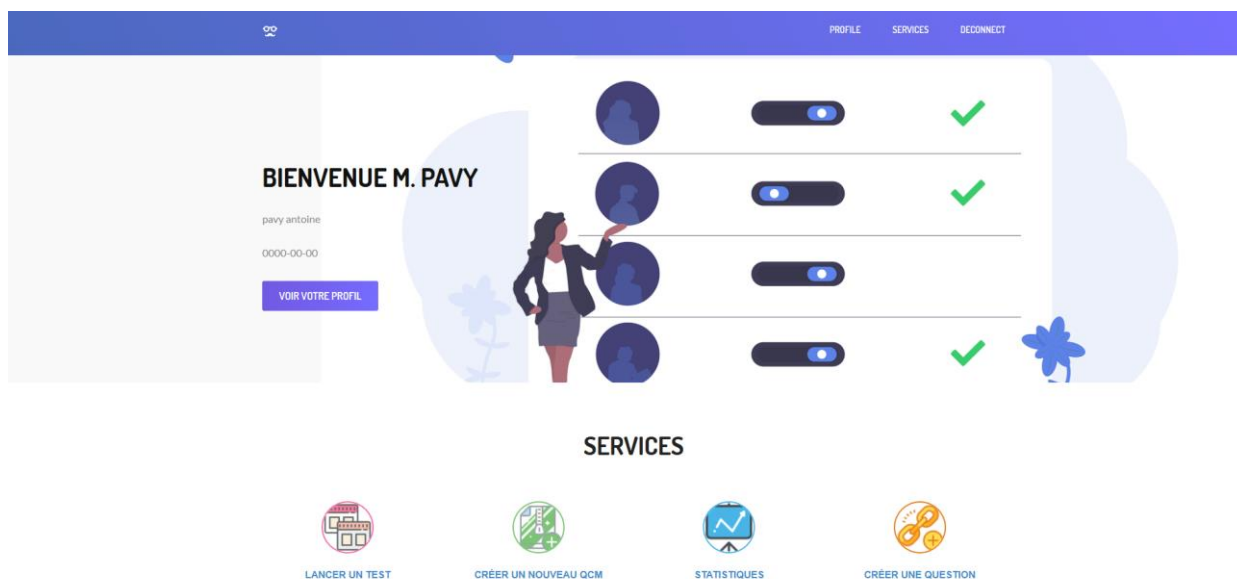 PROFILE SERVICES DECONNECT
BIENVENUE M. PAVY
pavy antoine
0000-00-00
VOIR VOTRE PROFIL
SERVICES
LANCER UN TEST CRÉER UN NOUVEAU QCM STATISTIQUES CRÉER UNE QUESTION